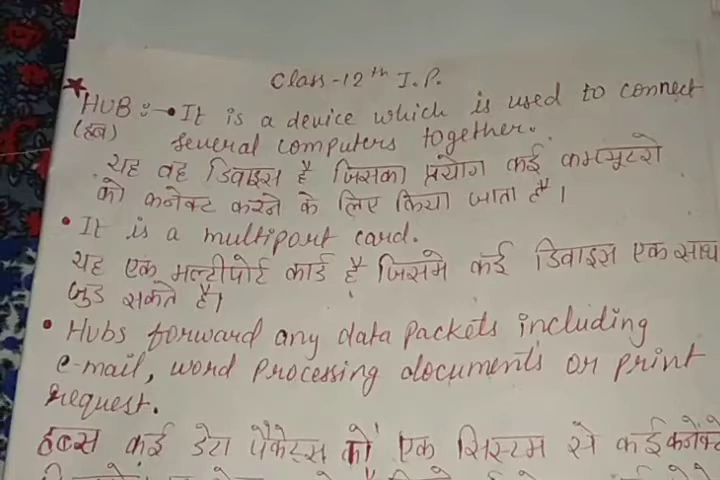 Class-12th I.P.
HUB:- • It is a device which is used to connect
(हब) several computers together.
यह वह डिवाइस है जिसका प्रयोग कई कम्प्यूटरो
को कनेक्ट करने के लिए किया जाता है।
• It is a multiport card.
यह एक मल्टीपोर्ट कार्ड है जिसमे कई डिवाइस एक साथ
जुड सकते है।
• Hubs forward any data packets including
e-mail, word processing documents or print
request.
हब्स कई डेटा पैकेट्स को एक सिस्टम से कई